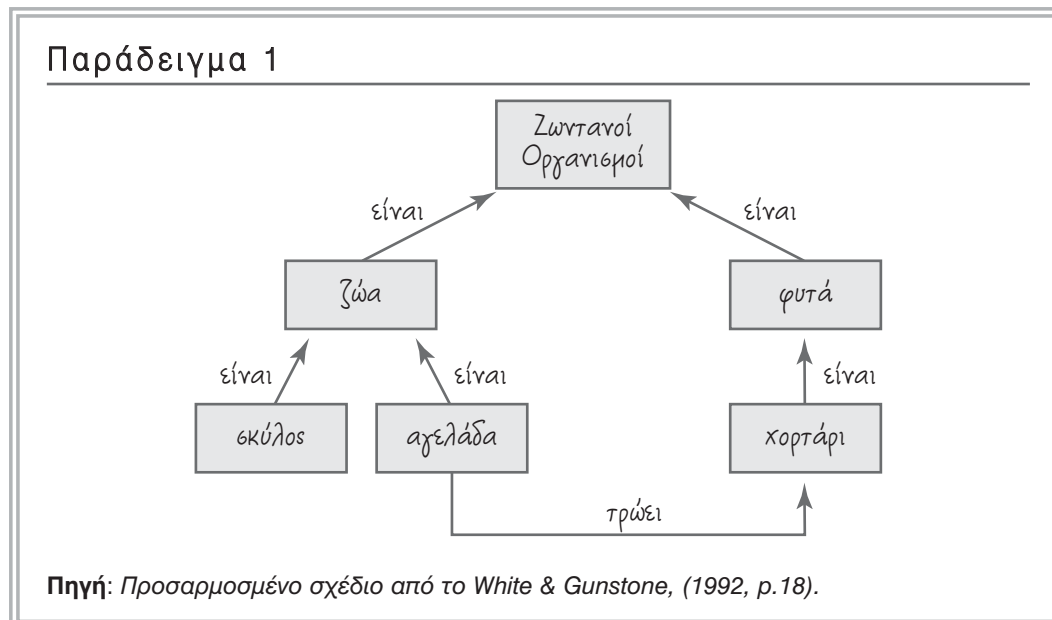 Παράδειγμα 1
Ζωντανοί
Οργανισμοί
είναι
είναι
ζώα
φυτά
είναι
είναι
είναι
σκύλος
αγελάδα
χορτάρι
τρώει
Πηγή: Προσαρμοσμένο σχέδιο από το White & Gunstone, (1992, p.18).